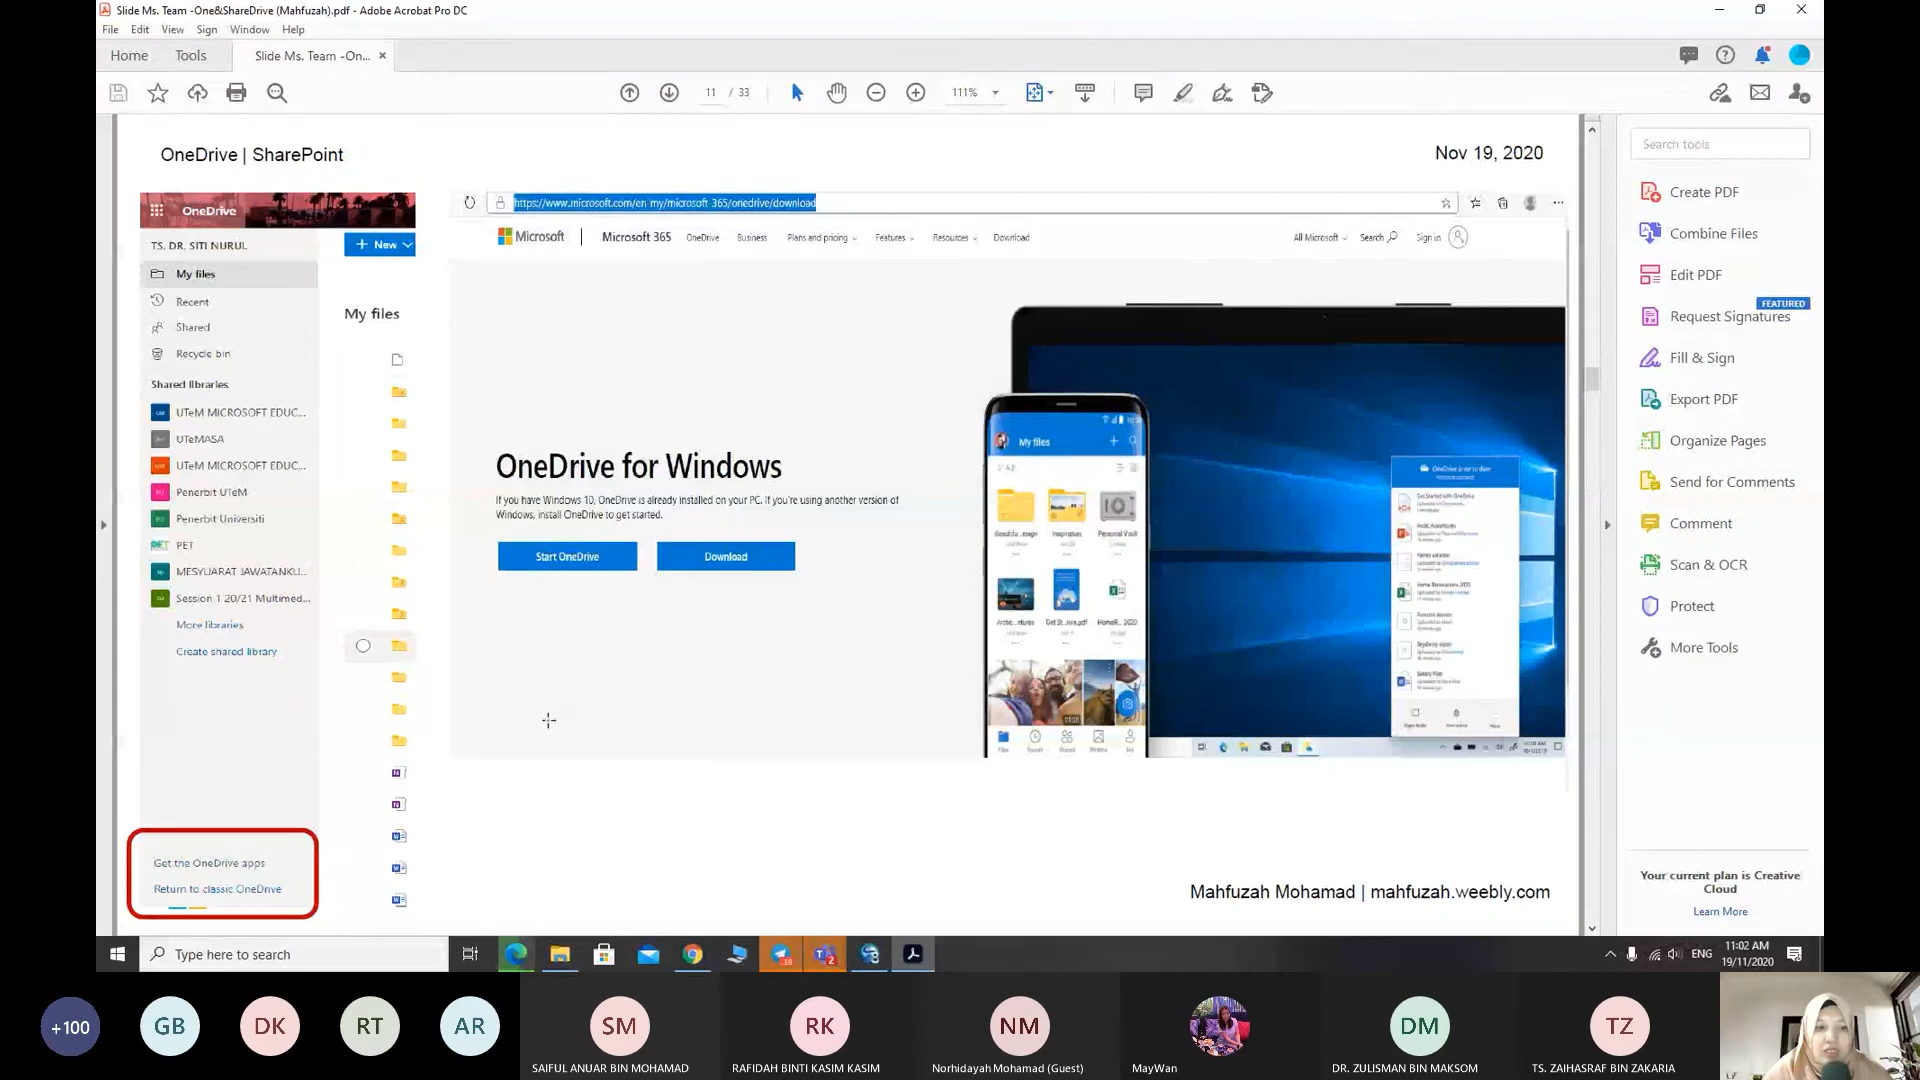 Slide Ms. Team -One&ShareDrive (Mahfuzah).pdf - Adobe Acrobat Pro DC
File Edit View Sign Window Help
Home Tools Slide Ms. Team -On...
11 / 33
111%
OneDrive | SharePoint
Nov 19, 2020
OneDrive
TS. DR. SITI NURUL
+ New
My files
Recent
Shared
Recycle bin
Shared libraries
UTeM MICROSOFT EDUC...
UTeMASA
UTeM MICROSOFT EDUC...
Penerbit UTeM
Penerbit Universiti
PET
MESYUARAT JAWATANKU...
Session 1 20/21 Multimed...
More libraries
Create shared library
Get the OneDrive apps
Return to classic OneDrive
My files
https://www.microsoft.com/en-my/microsoft-365/onedrive/download
Microsoft | Microsoft 365 OneDrive Business Plans and pricing Features Resources Download All Microsoft Search Sign in
OneDrive for Windows
If you have Windows 10, OneDrive is already installed on your PC. If you're using another version of
Windows, install OneDrive to get started.
Start OneDrive Download
My files
Inspiration
Personal Vault
Mahfuzah Mohamad | mahfuzah.weebly.com
Search tools
Create PDF
Combine Files
Edit PDF
FEATURED
Request Signatures
Fill & Sign
Export PDF
Organize Pages
Send for Comments
Comment
Scan & OCR
Protect
More Tools
Your current plan is Creative
Cloud
Learn More
Type here to search
ENG
11:02 AM
19/11/2020
+100 GB DK RT AR SM RK NM DM TZ
SAIFUL ANUAR BIN MOHAMAD RAFIDAH BINTI KASIM KASIM Norhidayah Mohamad (Guest) MayWan DR. ZULISMAN BIN MAKSOM TS. ZAIHASRAF BIN ZAKARIA